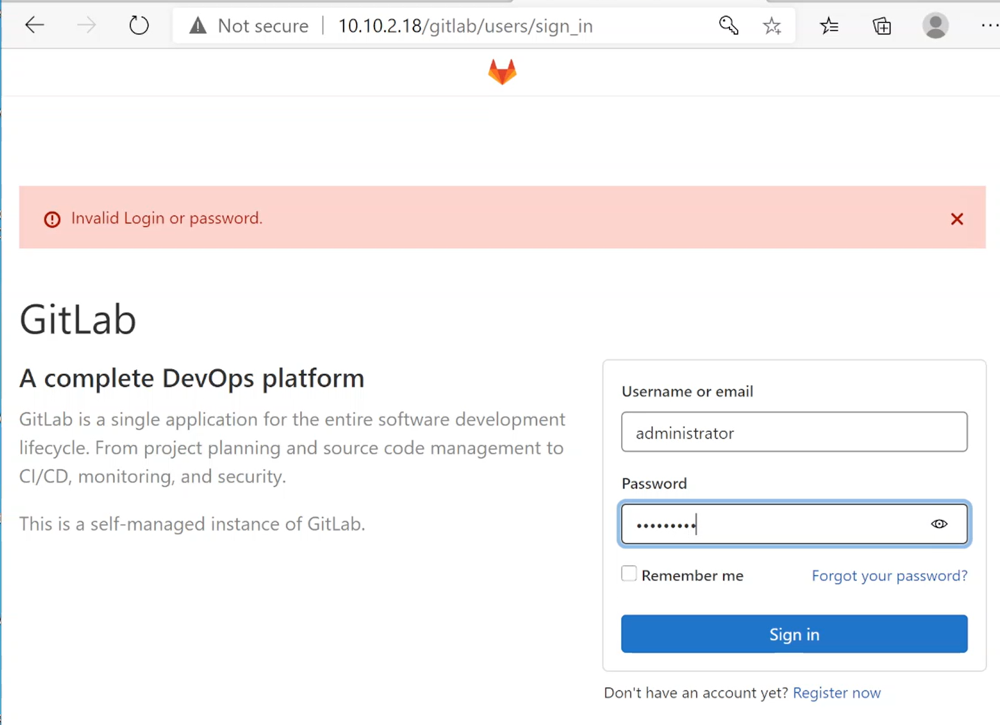 Not secure 10.10.2.18/gitlab/users/sign_in
Invalid Login or password.
GitLab
A complete DevOps platform
GitLab is a single application for the entire software development
lifecycle. From project planning and source code management to
CI/CD, monitoring, and security.
This is a self-managed instance of GitLab.
Username or email
administrator
Password
•••••••••
Remember me
Forgot your password?
Sign in
Don't have an account yet? Register now